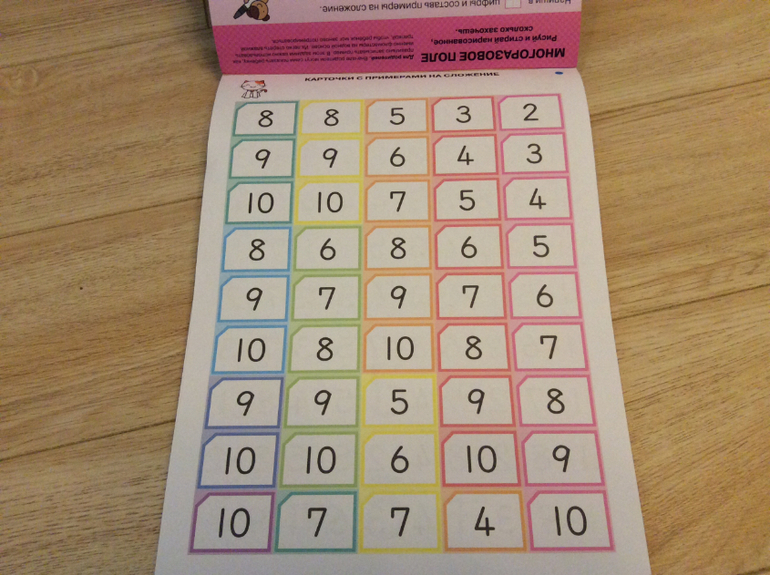 Напиши в
цифры и составь примеры на сложение.
МНОГОРАЗОВОЕ ПОЛЕ
Рисуй и стирай нарисованное,
сколько захочешь.
Для родителей.
КАРТОЧКИ С ПРИМЕРАМИ НА СЛОЖЕНИЕ
8 8 5 3 2
9 9 6 4 3
10 10 7 5 4
8 6 8 6 5
9 7 9 7 6
10 8 10 8 7
9 9 5 9 8
10 10 6 10 9
10 7 7 4 10